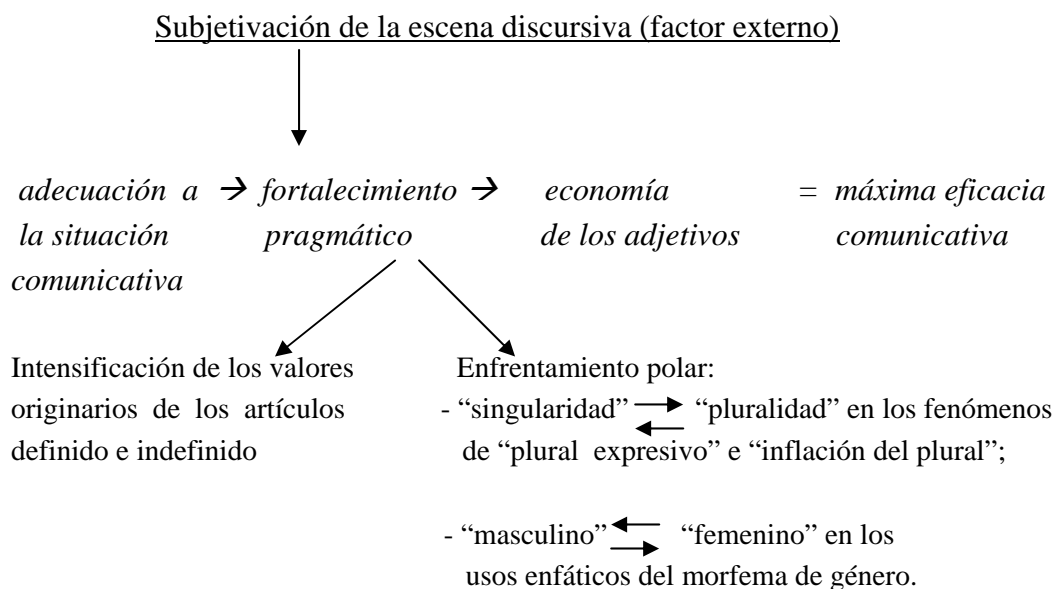 Subjetivación de la escena discursiva (factor externo)
adecuación a → fortalecimiento → economía = máxima eficacia
la situación pragmático de los adjetivos comunicativa
comunicativa
Intensificación de los valores
originarios de los artículos
definido e indefinido
Enfrentamiento polar:
- “singularidad” “pluralidad” en los fenómenos
de “plural expresivo” e “inflación del plural”;
- “masculino” “femenino” en los
usos enfáticos del morfema de género.